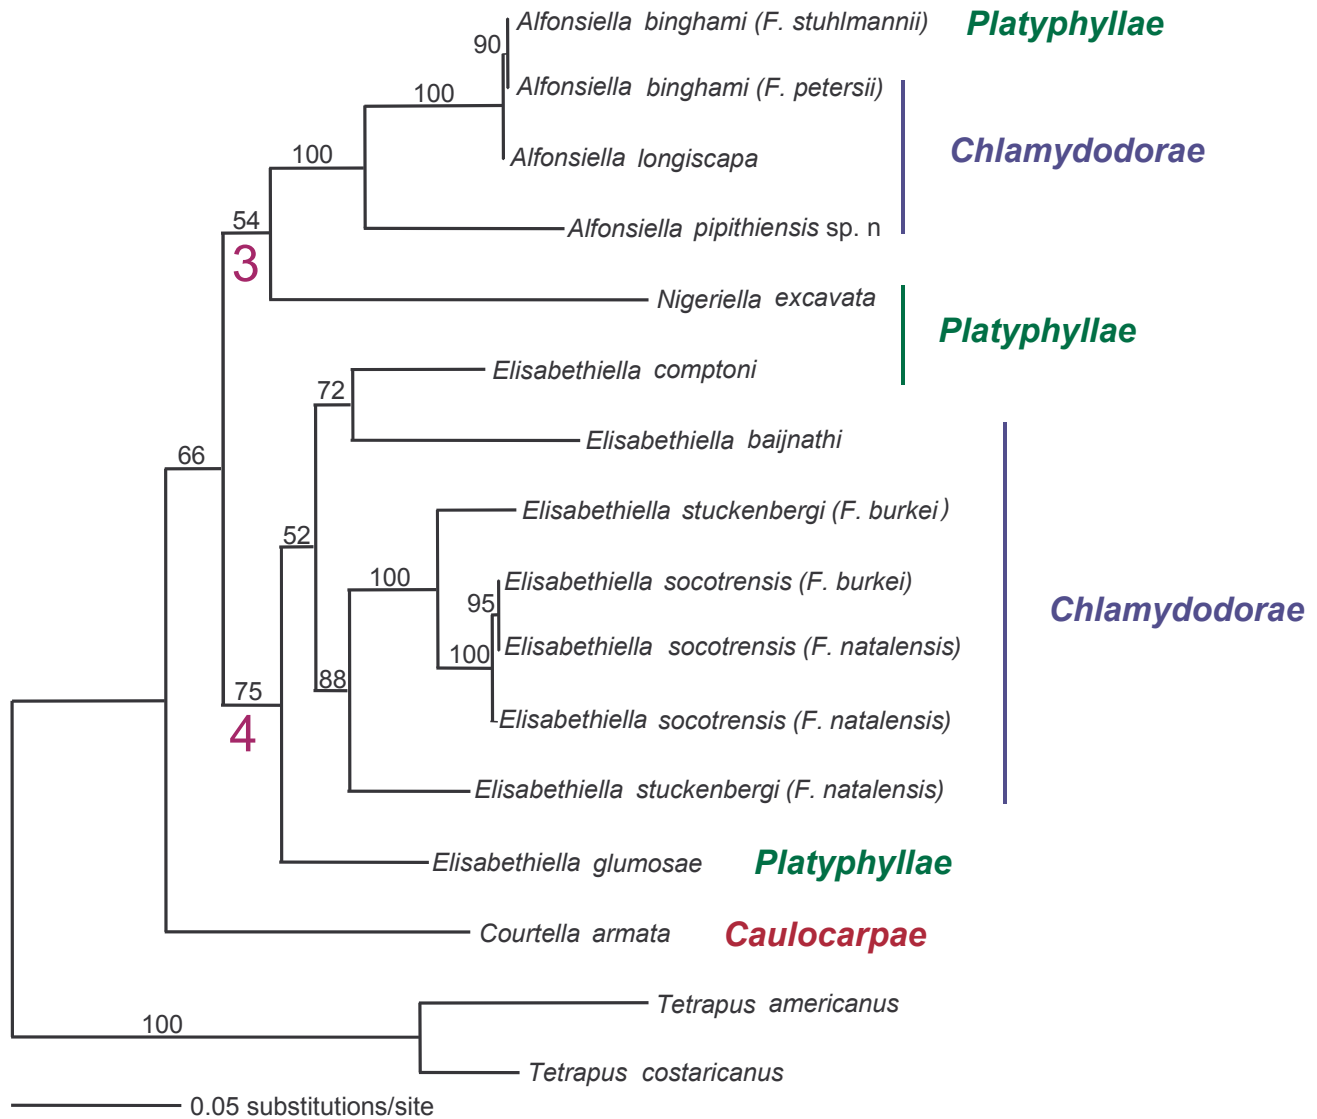 Alfonsiella binghami (F. stuhlmannii) Platyphyllae
90
Alfonsiella binghami (F. petersii)
100
Chlamydodorae
100
Alfonsiella longiscapa
54
Alfonsiella pipithiensis sp. n
3
Nigeriella excavata
Platyphyllae
Elisabethiella comptoni
72
Elisabethiella baijnathi
66
Elisabethiella stuckenbergi (F. burkei)
52
100
Elisabethiella socotrensis (F. burkei)
95
Chlamydodorae
Elisabethiella socotrensis (F. natalensis)
100
88
75
Elisabethiella socotrensis (F. natalensis)
4
Elisabethiella stuckenbergi (F. natalensis)
Elisabethiella glumosae Platyphyllae
Courtella armata Caulocarpae
Tetrapus americanus
100
Tetrapus costaricanus
0.05 substitutions/site